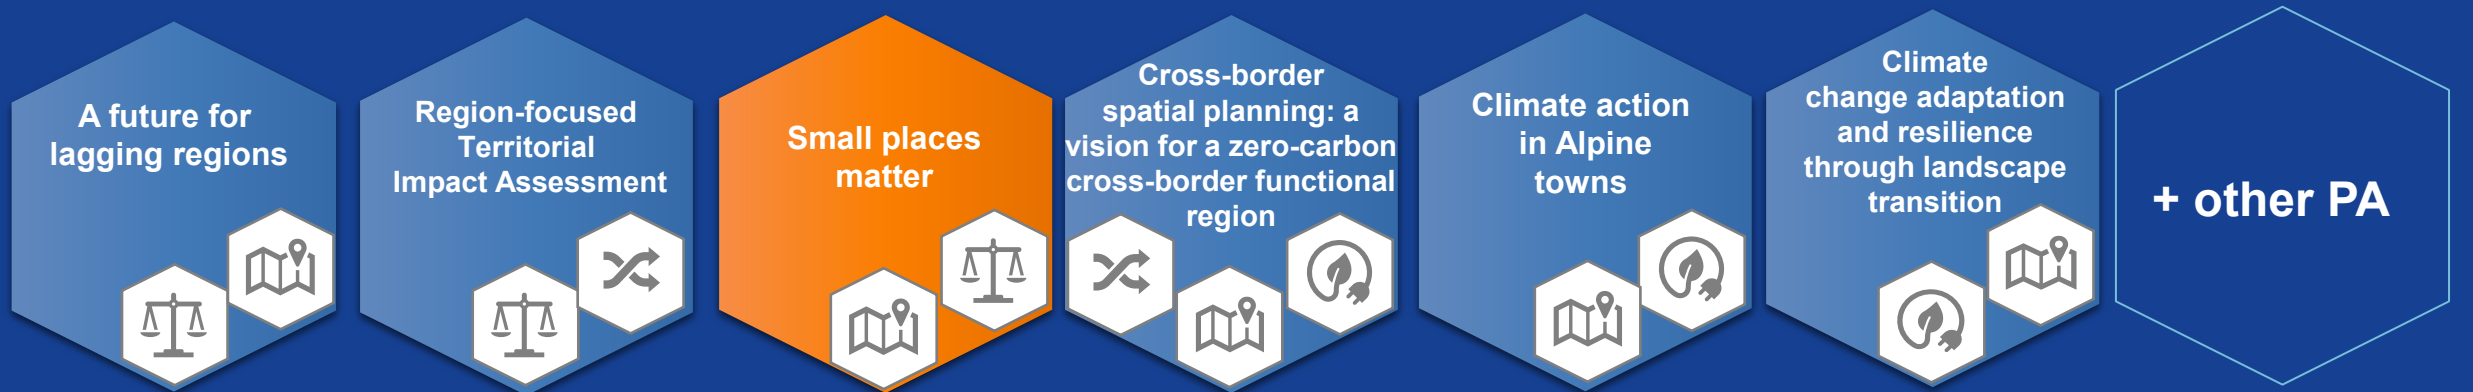 A future for
lagging regions
Region-focused
Territorial
Impact Assessment
Small places
matter
Cross-border
spatial planning: a
vision for a zero-carbon
cross-border functional
region
Climate action
in Alpine
towns
Climate
change adaptation
and resilience
through landscape
transition
+ other PA